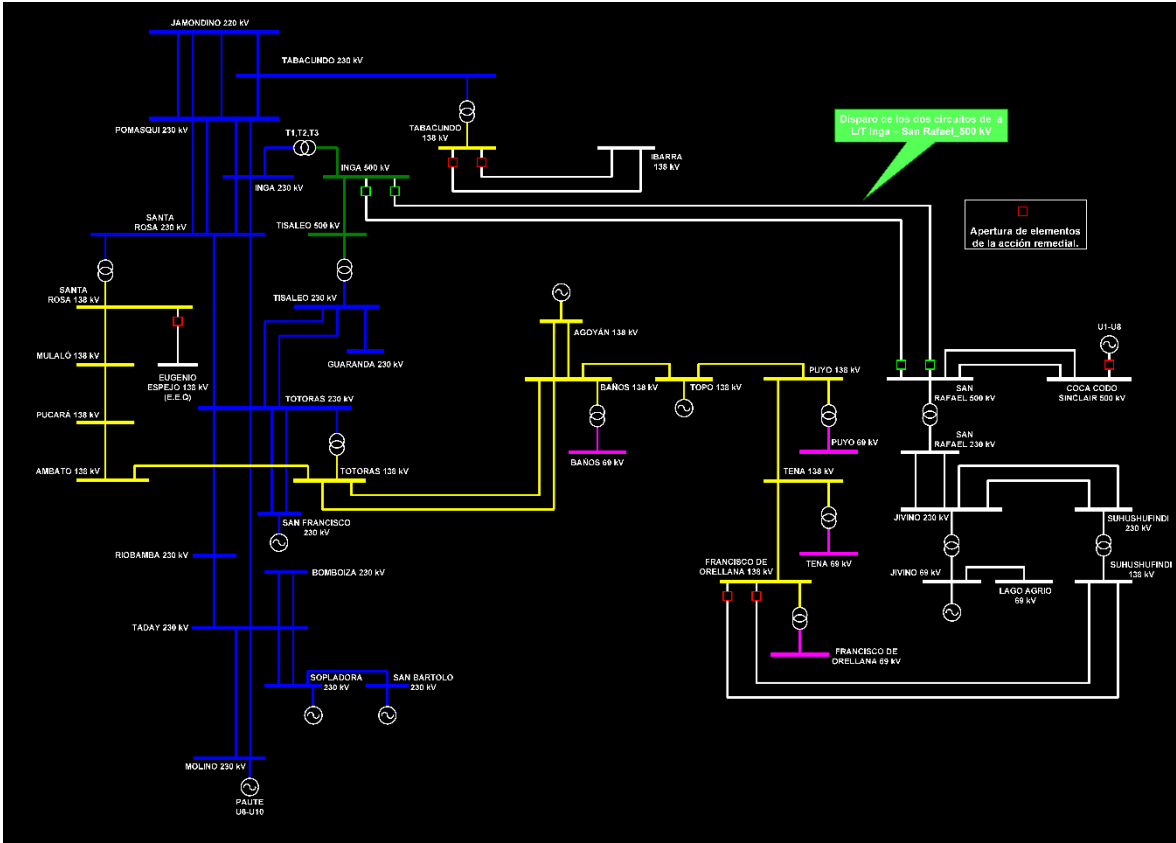 JAMONDINO 220 kV
TABACUNDO 230 kV
POMASQUI 230 kV
T1,T2,T3
TABACUNDO
138 kV
IBARRA
138 kV
Disparo de los dos circuitos de la
L/T Inga – San Rafael_500 kV
INGA 500 kV
INGA 230 kV
SANTA
ROSA 230 kV
TISALEO 500 kV
Apertura de elementos
de la acción remedial.
SANTA
ROSA 138 kV
TISALEO 230 kV
AGOYÁN 138 kV
U1-U8
MULALÓ 138 kV
EUGENIO
ESPEJO 138 kV
(E.E.Q)
GUARANDA 230 kV
BAÑOS 138 kV
TOPO 138 kV
PUYO 138 kV
SAN
RAFAEL 500 kV
COCA CODO
SINCLAIR 500 kV
PUCARÁ 138 kV
TOTORAS 230 kV
BAÑOS 69 kV
PUYO 69 kV
SAN
RAFAEL 230 kV
AMBATO 138 kV
TOTORAS 138 kV
TENA 138 kV
SAN FRANCISCO
230 kV
JIVINO 230 kV
SUHUSHUFINDI
230 kV
RIOBAMBA 230 kV
BOMBOIZA 230 kV
TENA 69 kV
FRANCISCO DE
ORELLANA 138 kV
JIVINO 69 kV
LAGO AGRIO
69 kV
SUHUSHUFINDI
138 kV
TADAY 230 kV
FRANCISCO DE
ORELLANA 69 kV
SOPLADORA
230 kV
SAN BARTOLO
230 kV
MOLINO 230 kV
PAUTE
U6-U10